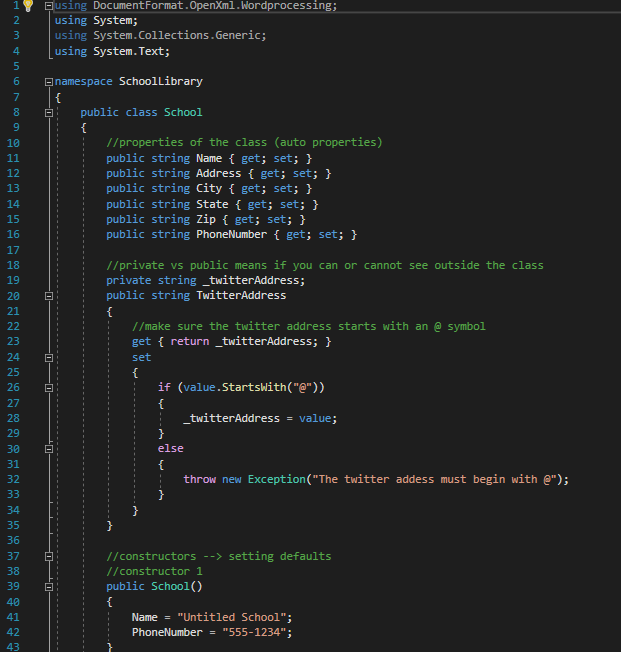 1 using DocumentFormat.OpenXml.Wordprocessing;
2 using System;
3 using System.Collections.Generic;
4 using System.Text;
5
6 namespace SchoolLibrary
7 {
8 public class School
9 {
10 //properties of the class (auto properties)
11 public string Name { get; set; }
12 public string Address { get; set; }
13 public string City { get; set; }
14 public string State { get; set; }
15 public string Zip { get; set; }
16 public string PhoneNumber { get; set; }
17
18 //private vs public means if you can or cannot see outside the class
19 private string _twitterAddress;
20 public string TwitterAddress
21 {
22 //make sure the twitter address starts with an @ symbol
23 get { return _twitterAddress; }
24 set
25 {
26 if (value.StartsWith("@"))
27 {
28 _twitterAddress = value;
29 }
30 else
31 {
32 throw new Exception("The twitter addess must begin with @");
33 }
34 }
35 }
36
37 //constructors --> setting defaults
38 //constructor 1
39 public School()
40 {
41 Name = "Untitled School";
42 PhoneNumber = "555-1234";
43 }